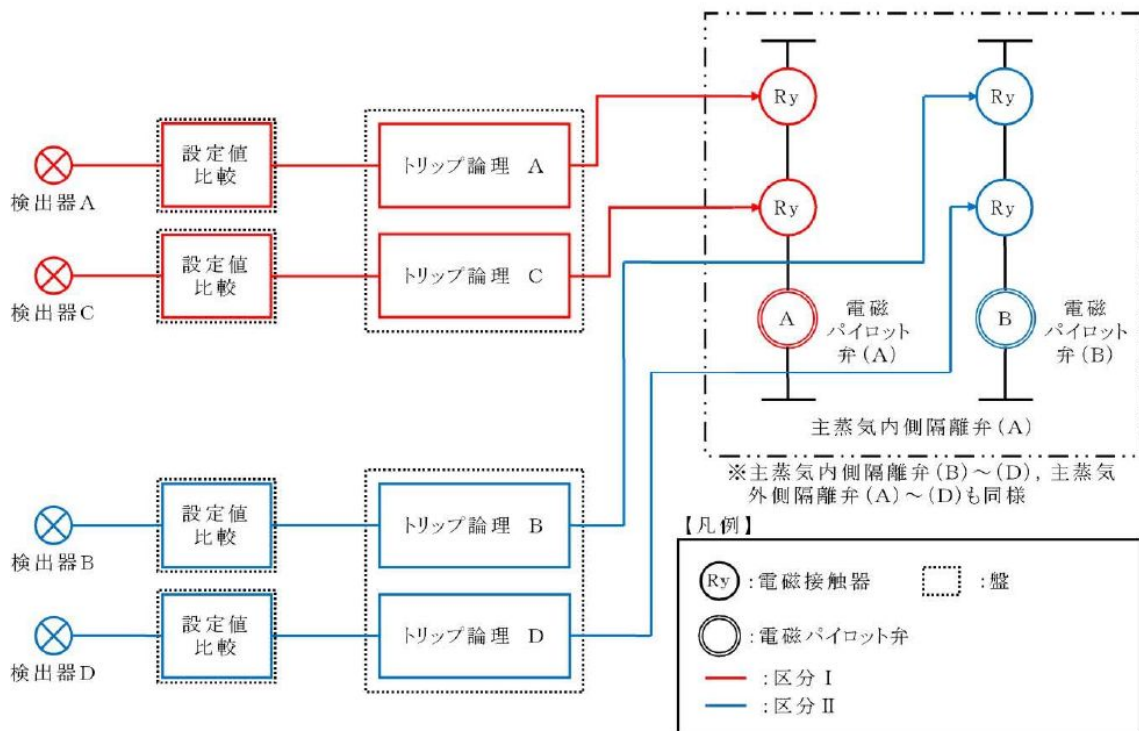 検出器A
設定値
比較
トリップ論理 A
Ry
Ry
検出器C
設定値
比較
トリップ論理 C
Ry
Ry
A
電磁
パイロット
弁(A)
B
電磁
パイロット
弁(B)
主蒸気内側隔離弁(A)
※主蒸気内側隔離弁(B)~(D), 主蒸気
外側隔離弁(A)~(D)も同様
検出器B
設定値
比較
トリップ論理 B
検出器D
設定値
比較
トリップ論理 D
【凡例】
Ry :電磁接触器
:盤
:電磁パイロット弁
:区分Ⅰ
:区分Ⅱ